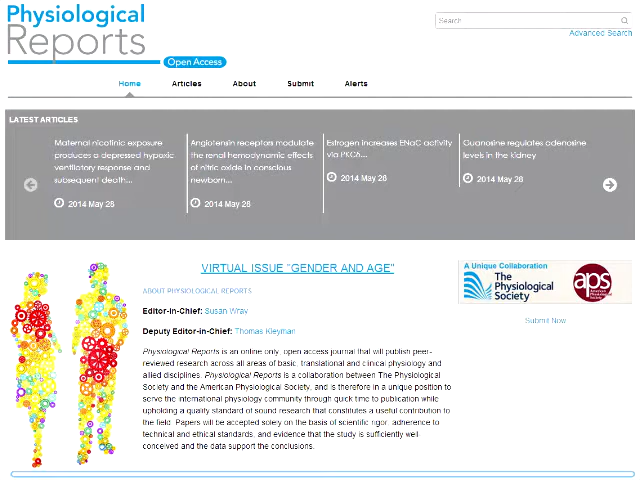 Physiological
Reports
Open Access
Search
Advanced Search
Home Articles About Submit Alerts
LATEST ARTICLES
Maternal nicotinic exposure
produces a depressed hypoxic
ventilatory response and
subsequent death...
2014 May 28
Angiotensin receptors modulate
the renal hemodynamic effects
of nitric oxide in conscious
newborn...
2014 May 28
Estrogen increases ENaC activity
via PKCδ...
2014 May 28
Guanosine regulates adenosine
levels in the kidney
2014 May 28
VIRTUAL ISSUE "GENDER AND AGE"
ABOUT PHYSIOLOGICAL REPORTS
Editor-in-Chief: Susan Wray
Deputy Editor-in-Chief: Thomas Kleyman
Physiological Reports is an online only, open access journal that will publish peer-
reviewed research across all areas of basic, translational and clinical physiology and
allied disciplines. Physiological Reports is a collaboration between The Physiological
Society and the American Physiological Society, and is therefore in a unique position to
serve the international physiology community through quick time to publication while
upholding a quality standard of sound research that constitutes a useful contribution to
the field. Papers will be accepted solely on the basis of scientific rigor, adherence to
technical and ethical standards, and evidence that the study is sufficiently well
conceived and the data support the conclusions.
A Unique Collaboration
The
Physiological
Society
aps
American
Physiological
Society
Submit Now